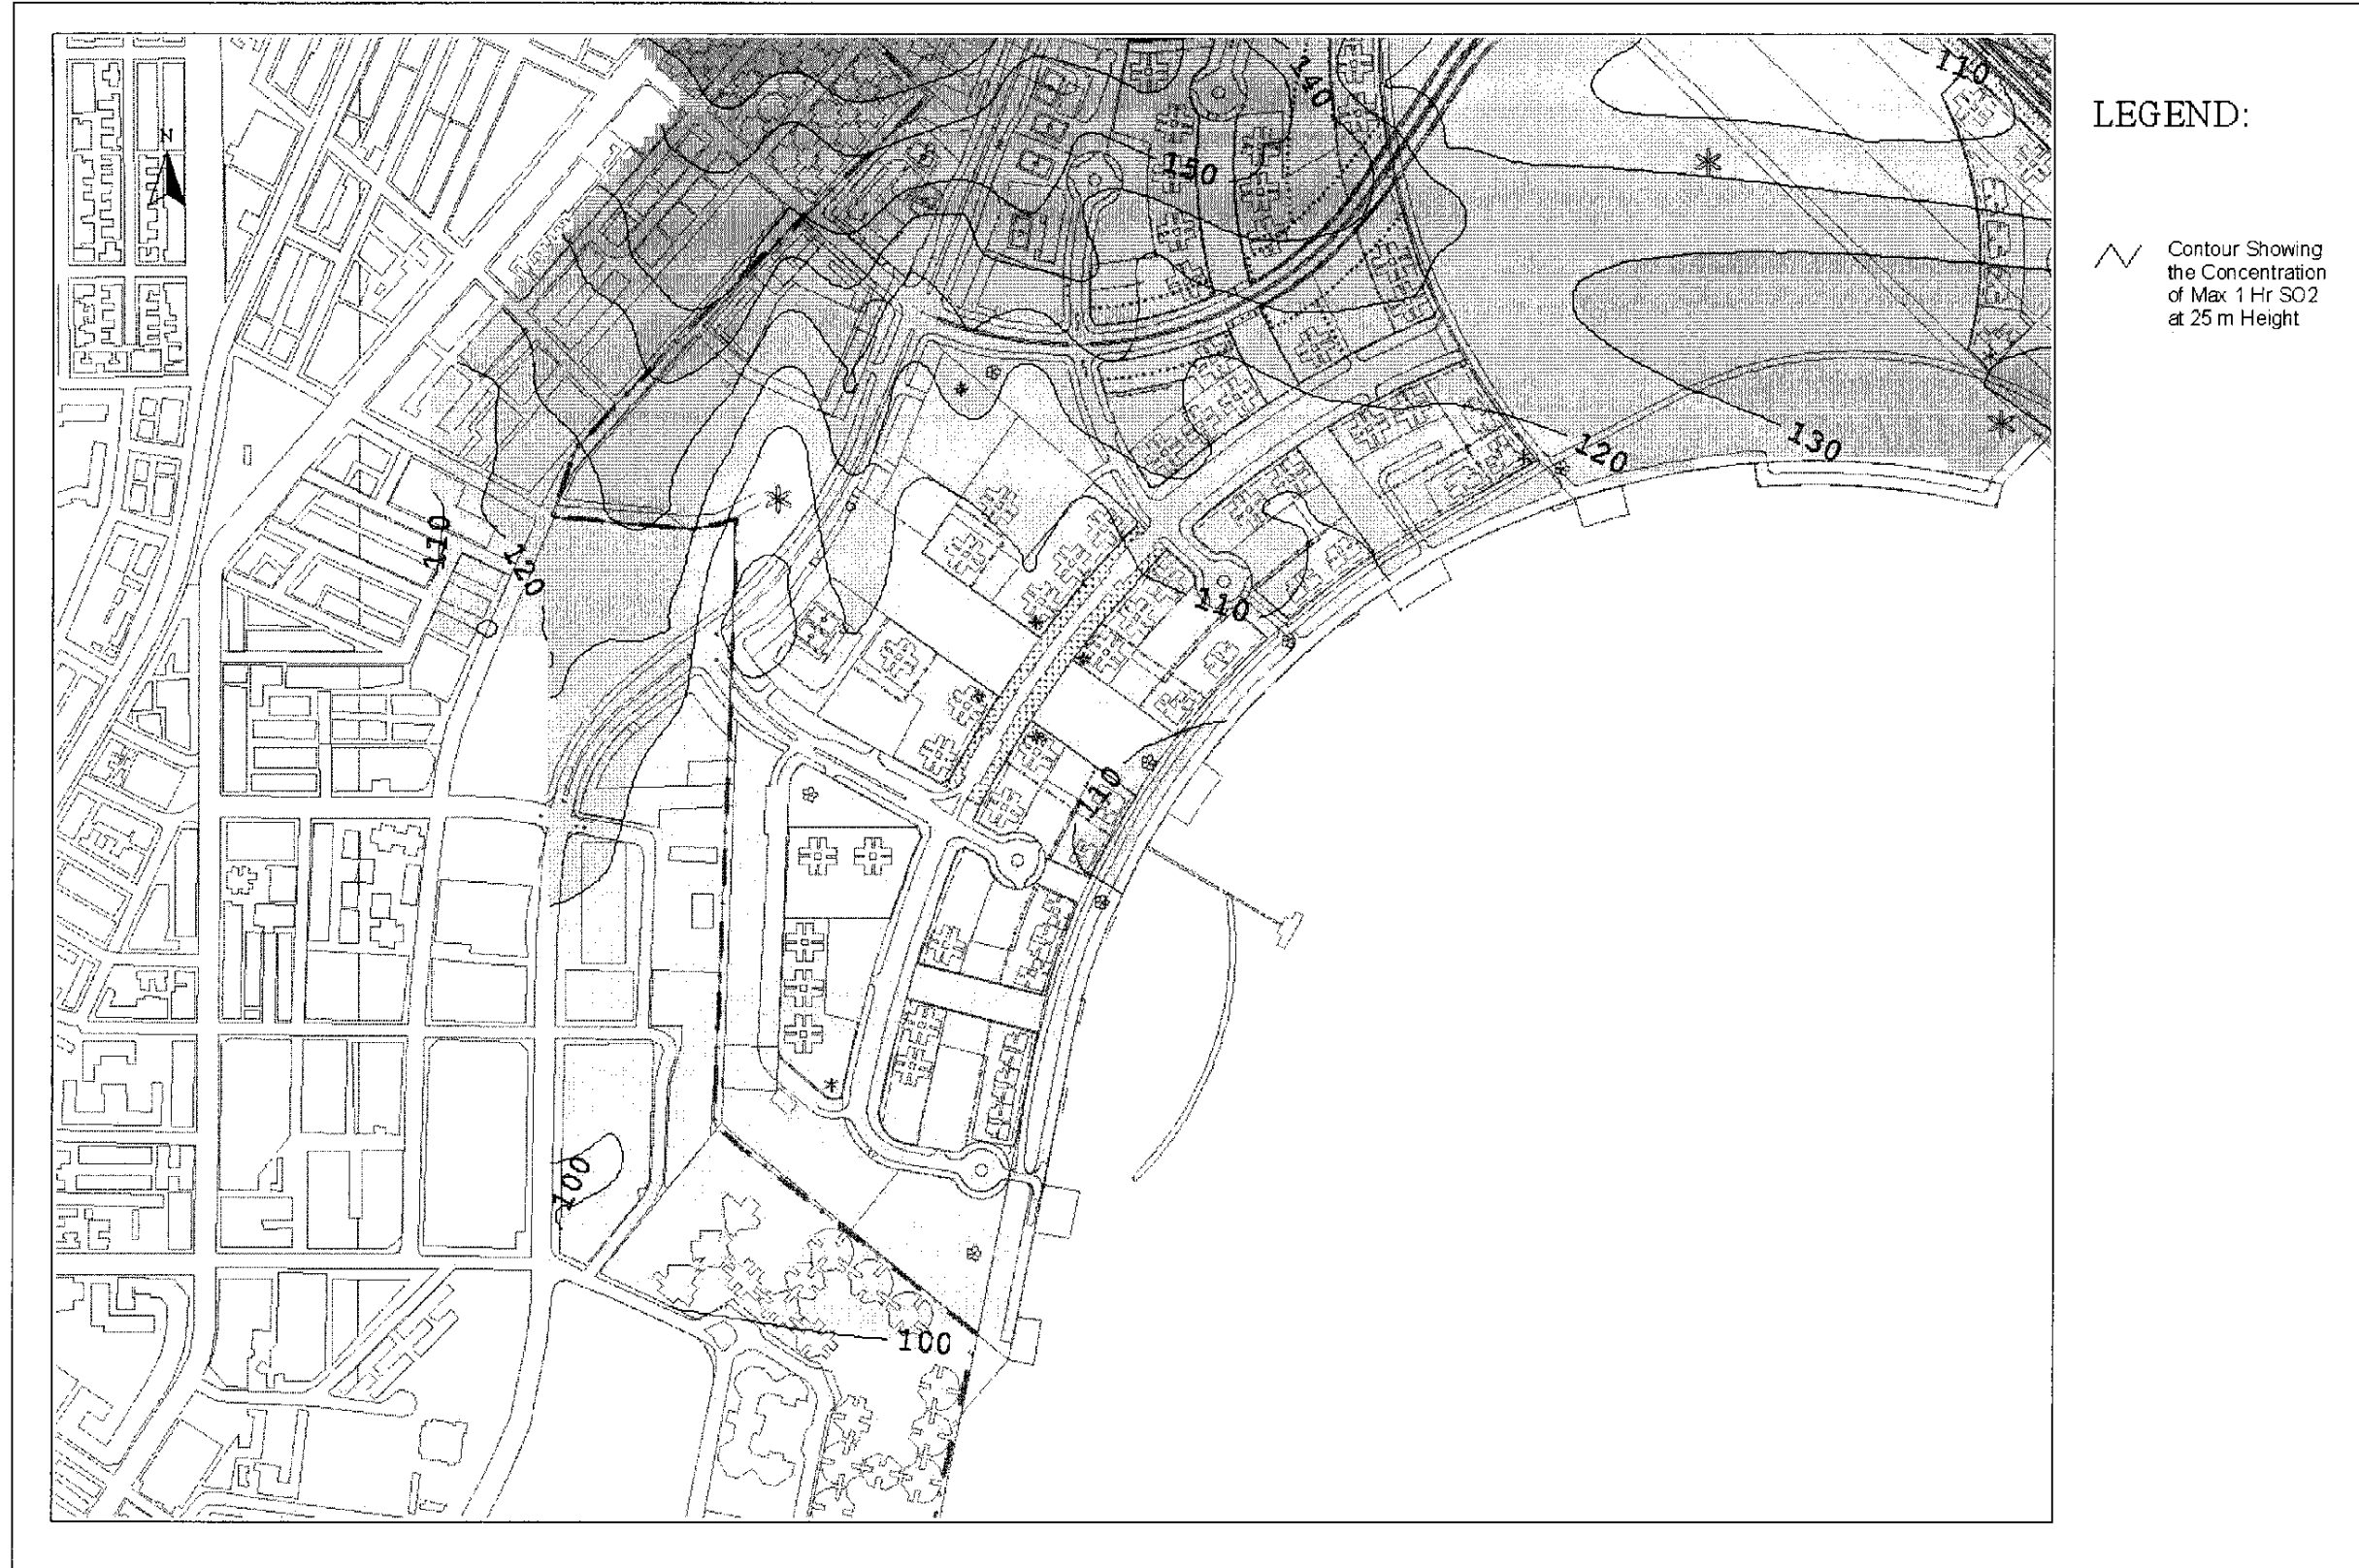 N
140
110
150
LEGEND:
Contour Showing
the Concentration
of Max 1 Hr SO2
at 25 m Height
120
130
110
120
110
110
100
100